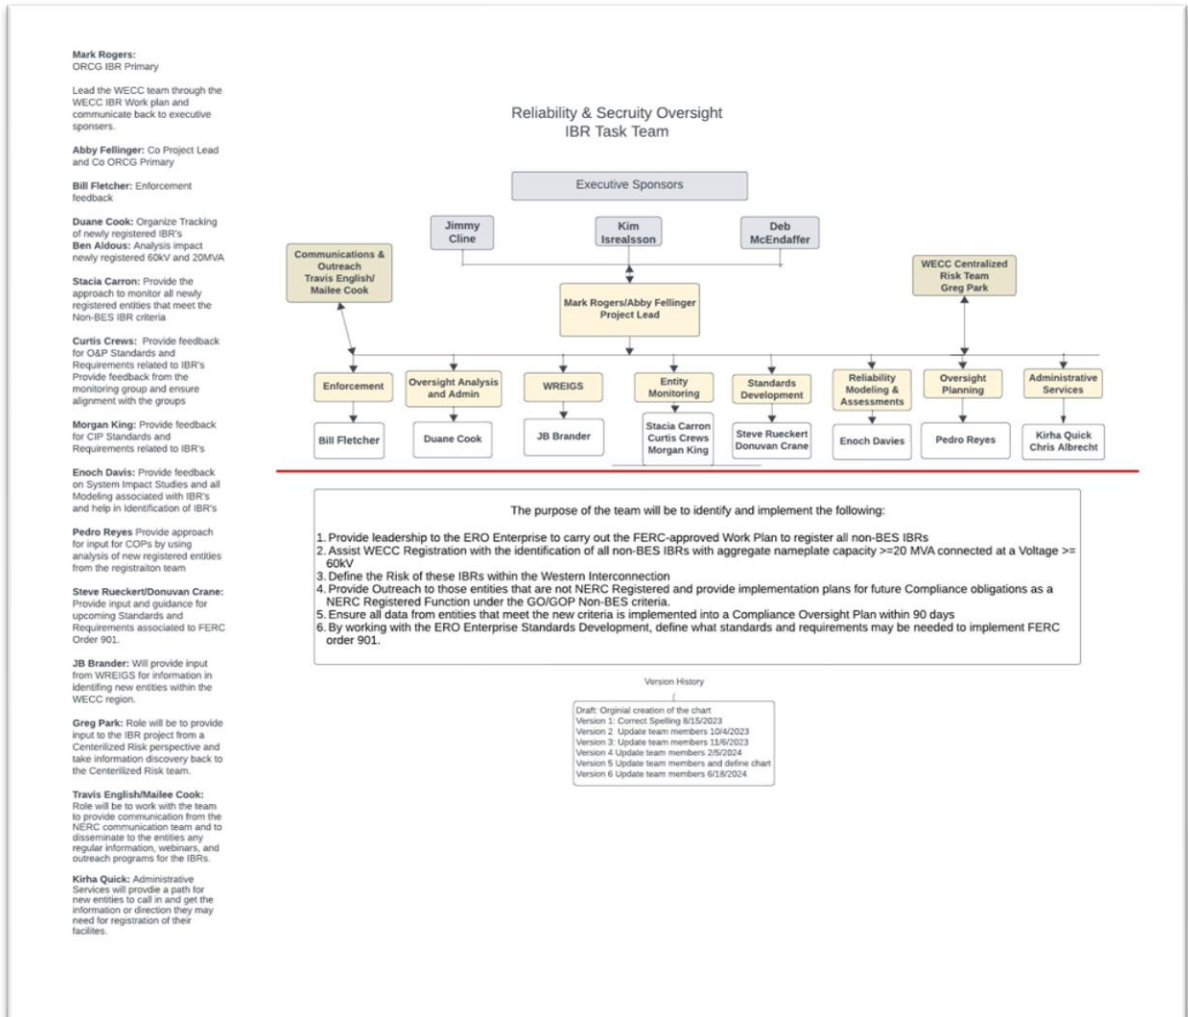 Mark Rogers:
ORCG IBR Primary
Lead the WECC team through the
WECC IBR Work plan and
communicate back to executive
sponsers.
Abby Fellinger: Co Project Lead
and Co ORCG Primary
Bill Fletcher: Enforcement
feedback
Duane Cook: Organize Tracking
of newly registered IBR's
Ben Aldous: Analysis impact
newly registered 60kV and 20MVA
Stacia Carron: Provide the
approach to monitor all newly
registered entities that meet the
Non-BES IBR criteria
Curtis Crews: Provide feedback
for O&P Standards and
Requirements related to IBR's
Provide feedback from the
monitoring group and ensure
alignment with the groups
Morgan King: Provide feedback
for CIP Standards and
Requirements related to IBR's
Enoch Davis: Provide feedback
on System Impact Studies and all
Modeling associated with IBR's
and help in Identification of IBR's
Pedro Reyes Provide approach
for input for COPs by using
analysis of new registered entities
from the registraiton team
Steve Rueckert/Donuvan Crane:
Provide input and guidance for
upcoming Standards and
Requirements associated to FERC
Order 901.
JB Brander: Will provide input
from WREIGS for information in
identifing new entities within the
WECC region.
Greg Park: Role will be to provide
input to the IBR project from a
Centerilized Risk perspective and
take information discovery back to
the Centerilized Risk team.
Travis English/Mailee Cook:
Role will be to work with the team
to provide communication from the
NERC communication team and to
disseminate to the entities any
regular information, webinars, and
outreach programs for the IBRs.
Kirha Quick: Administrative
Services will provdie a path for
new entities to call in and get the
information or direction they may
need for registration of their
facilites.
Reliability & Secruity Oversight
IBR Task Team
Executive Sponsors
Jimmy
Cline
Kim
Isrealsson
Deb
McEndaffer
Communications &
Outreach
Travis English/
Mailee Cook
WECC Centralized
Risk Team
Greg Park
Mark Rogers/Abby Fellinger
Project Lead
Enforcement
Oversight Analysis
and Admin
WREIGS
Entity
Monitoring
Standards
Development
Reliability
Modeling &
Assessments
Oversight
Planning
Administrative
Services
Bill Fletcher
Duane Cook
JB Brander
Stacia Carron
Curtis Crews
Morgan King
Steve Rueckert
Donuvan Crane
Enoch Davies
Pedro Reyes
Kirha Quick
Chris Albrecht
The purpose of the team will be to identify and implement the following:
1. Provide leadership to the ERO Enterprise to carry out the FERC-approved Work Plan to register all non-BES IBRs
2. Assist WECC Registration with the identification of all non-BES IBRs with aggregate nameplate capacity >=20 MVA connected at a Voltage >=
60kV
3. Define the Risk of these IBRs within the Western Interconnection
4. Provide Outreach to those entities that are not NERC Registered and provide implementation plans for future Compliance obligations as a
NERC Registered Function under the GO/GOP Non-BES criteria.
5. Ensure all data from entities that meet the new criteria is implemented into a Compliance Oversight Plan within 90 days
6. By working with the ERO Enterprise Standards Development, define what standards and requirements may be needed to implement FERC
order 901.
Version History
Draft: Orginial creation of the chart
Version 1: Correct Spelling 8/15/2023
Version 2 Update team members 10/4/2023
Version 3: Update team members 11/6/2023
Version 4 Update team members 2/5/2024
Version 5 Update team members and define chart
Version 6 Update team members 6/18/2024